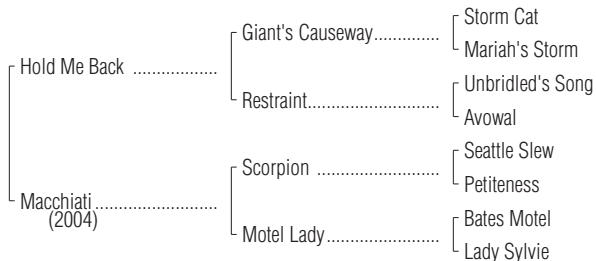 Storm Cat
Giant's Causeway..............
Mariah's Storm
Hold Me Back ..................
Unbridled's Song
Restraint............................
Avowal
Seattle Slew
Scorpion ..........................
Petiteness
Macchiati..........................
(2004)
Bates Motel
Motel Lady........................
Lady Sylvie